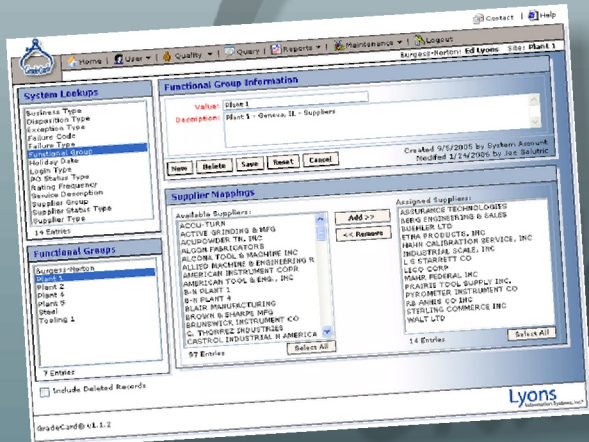 Contact | Help
GradeCard
Home | User | Quality | Query | Reports | Maintenance | Logout
Burgess-Norton: Ed Lyons Site: Plant 1
System Lookups
Business Type
Disposition Type
Exception Type
Failure Code
Failure Type
Functional Group
Holiday Date
Login Type
PO Status Type
Rating Frequency
Service Description
Supplier Group
Supplier Status Type
Supplier Type
14 Entries
Functional Groups
Burgess-Norton
Plant 1
Plant 2
Plant 4
Plant 5
Steel
Tooling 1
7 Entries
Include Deleted Records
Functional Group Information
Value: Plant 1
Description: Plant 1 - Geneva, IL - Suppliers
New Delete Save Reset Cancel
Created 9/5/2005 by System Account
Modified 1/24/2006 by Joe Salutric
Supplier Mappings
Available Suppliers:
ACCU-TURN
ACTIVE GRINDING & MFG
ACUPOWDER TN, INC
ALGON FABRICATORS
ALCONA TOOL & MACHINE INC
ALLIED MACHINE & ENGINEERING
AMERICAN INSTRUMENT CORP
AMERICAN TOOL & ENG., INC
B-N PLANT 1
B-N PLANT 4
BLAIR MANUFACTURING
BROWN & SHARPE MFG
BRUNSWICK INSTRUMENT CO
C. THORREZ INDUSTRIES
CASTROL INDUSTRIAL N AMERICA
97 Entries
Select All
Add >>
<< Remove
Assigned Suppliers:
ASSURANCE TECHNOLOGIES
BERG ENGINEERING & SALES
BUEHLER LTD
ETNA PRODUCTS, INC
HAHN CALIBRATION SERVICE, INC
INDUSTRIAL SCALE, INC
L S STARRETT CO
LECO CORP
MAHR FEDERAL INC
PRAIRIE TOOL SUPPLY INC.
PYROMETER INSTRUMENT CO
RB ANNIS CO INC
STERLING COMMERCE INC
WALT LTD
14 Entries
Select All
GradeCard® v1.1.2
Lyons
Information Systems, Inc.